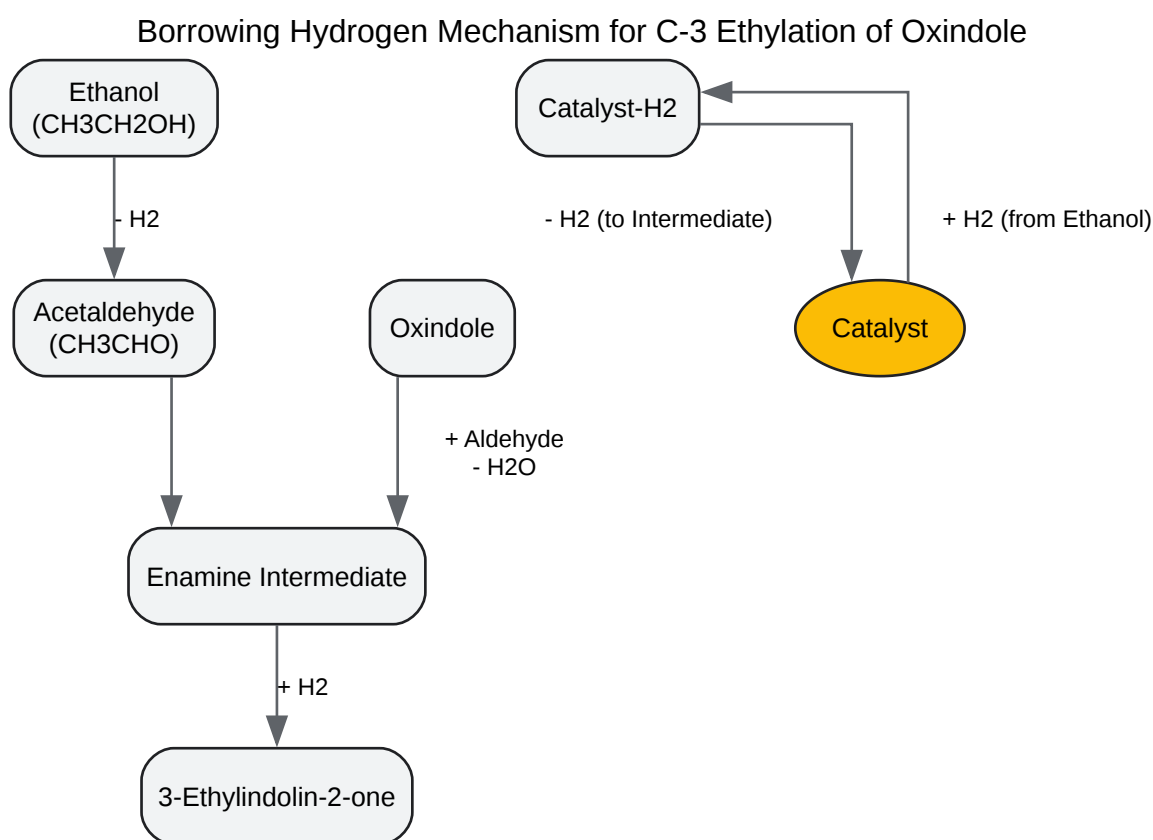 Borrowing Hydrogen Mechanism for C-3 Ethylation of Oxindole
Ethanol
(CH3CH2OH)
Catalyst-H2
- H2
- H2 (to Intermediate)
+ H2 (from Ethanol)
Acetaldehyde
(CH3CHO)
Oxindole
Catalyst
+ Aldehyde
- H2O
Enamine Intermediate
+ H2
3-Ethylindolin-2-one